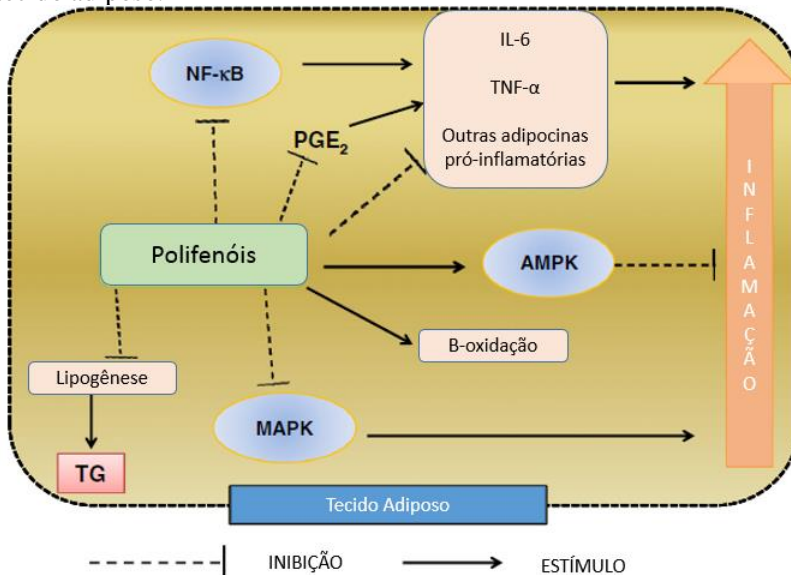 NF-κB
IL-6
TNF-α
Outras adipocinas
pró-inflamatórias
PGE₂
Polifenóis
AMPK
B-oxidação
Lipogênese
MAPK
TG
INFLAMAÇÃO
Tecido Adiposo
INIBIÇÃO
ESTÍMULO